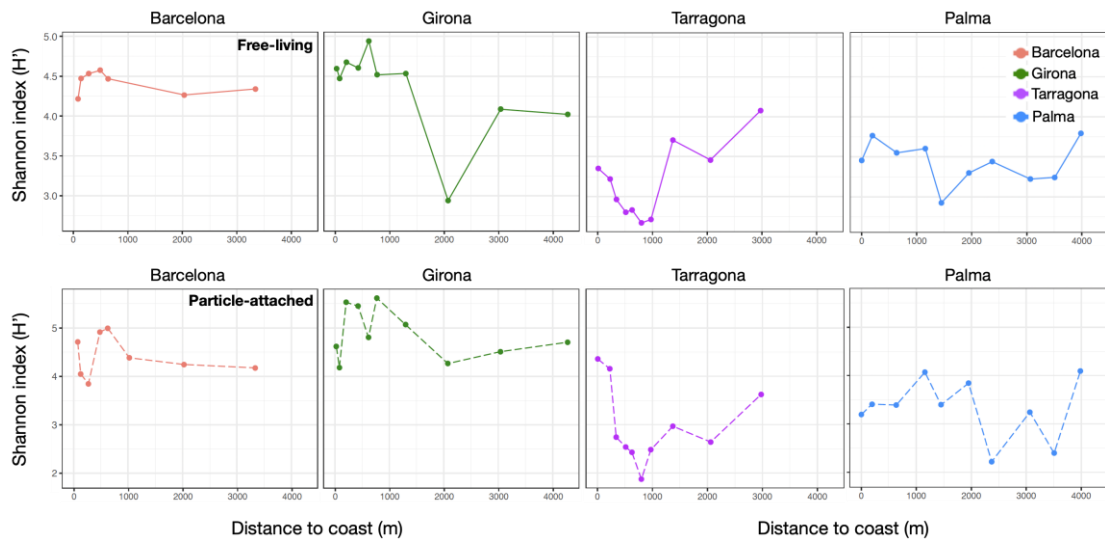 Barcelona Girona Tarragona Palma
Shannon index (H')
Free-living
5.0
4.5
4.0
3.5
3.0
0 1000 2000 3000 4000 0 1000 2000 3000 4000 0 1000 2000 3000 4000 0 1000 2000 3000 4000
Barcelona
Girona
Tarragona
Palma
Barcelona Girona Tarragona Palma
Shannon index (H')
Particle-attached
5
4
3
2
0 1000 2000 3000 4000 0 1000 2000 3000 4000 0 1000 2000 3000 4000 0 1000 2000 3000 4000
Distance to coast (m) Distance to coast (m)